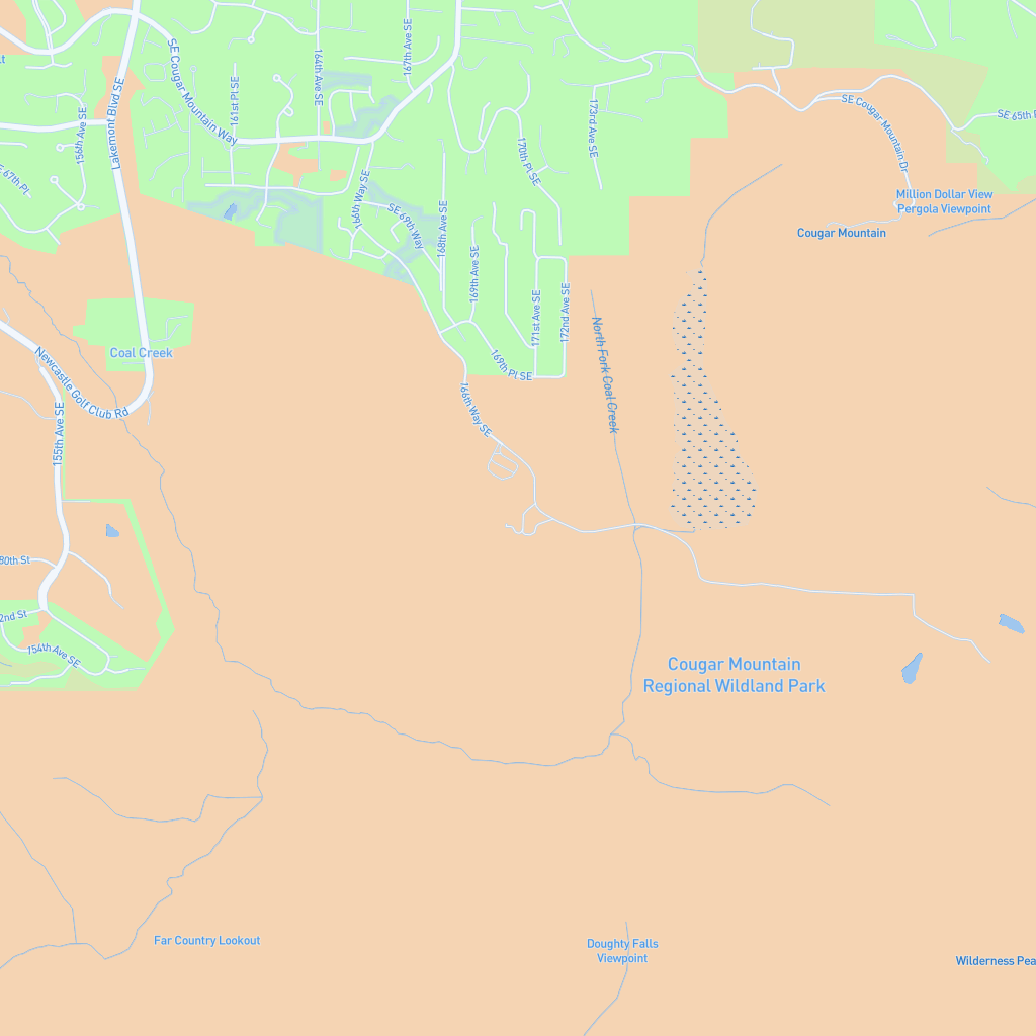 167th Ave SE
164th Ave SE
SE Cougar Mountain Way
161st Pl SE
Lakemont Blvd SE
156th Ave SE
SE 67th Pl
173rd Ave SE
170th Pl SE
SE Cougar Mountain Dr
SE 65th
166th Way SE
SE 69th Way
168th Ave SE
169th Ave SE
171st Ave SE
172nd Ave SE
Million Dollar View
Pergola Viewpoint
Cougar Mountain
Coal Creek
North Fork Coal Creek
169th Pl SE
Newcastle Golf Club Rd
155th Ave SE
166th Way SE
80th St
2nd St
154th Ave SE
Cougar Mountain
Regional Wildland Park
Far Country Lookout
Doughty Falls
Viewpoint
Wilderness Pea